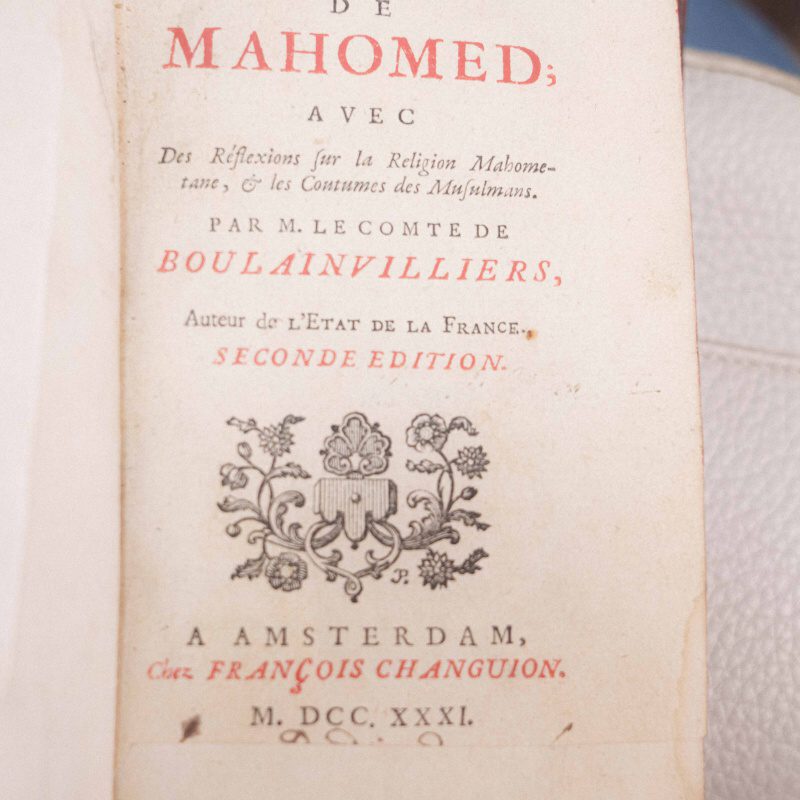 DE
MAHOMED;
AVEC
Des Réflexions ſur la Religion Mahome-
tane, & les Coutumes des Muſulmans.
PAR M. LE COMTE DE
BOULAINVILLIERS,
Auteur de L'ETAT DE LA FRANCE.,
SECONDE EDITION.
P.
A AMSTERDAM,
Chez FRANÇOIS CHANGUION.
M. DCC. XXXI.